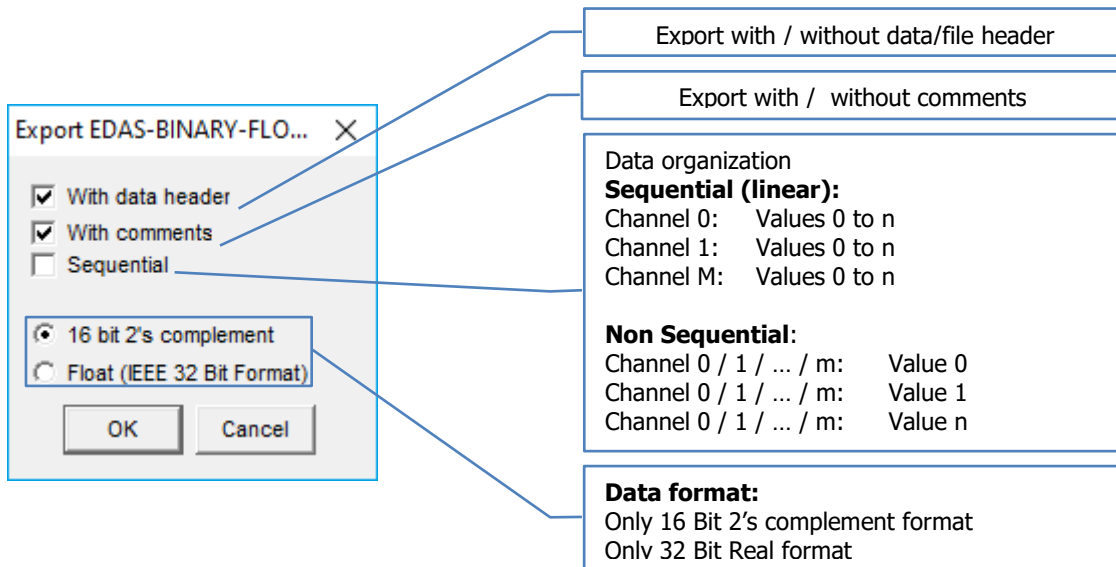 Export with / without data/file header
Export with / without comments
Export EDAS-BINARY-FLO...
With data header
With comments
Sequential
16 bit 2's complement
Float (IEEE 32 Bit Format)
OK Cancel
Data organization
Sequential (linear):
Channel 0: Values 0 to n
Channel 1: Values 0 to n
Channel M: Values 0 to n
Non Sequential:
Channel 0 / 1 / … / m: Value 0
Channel 0 / 1 / … / m: Value 1
Channel 0 / 1 / … / m: Value n
Data format:
Only 16 Bit 2’s complement format
Only 32 Bit Real format